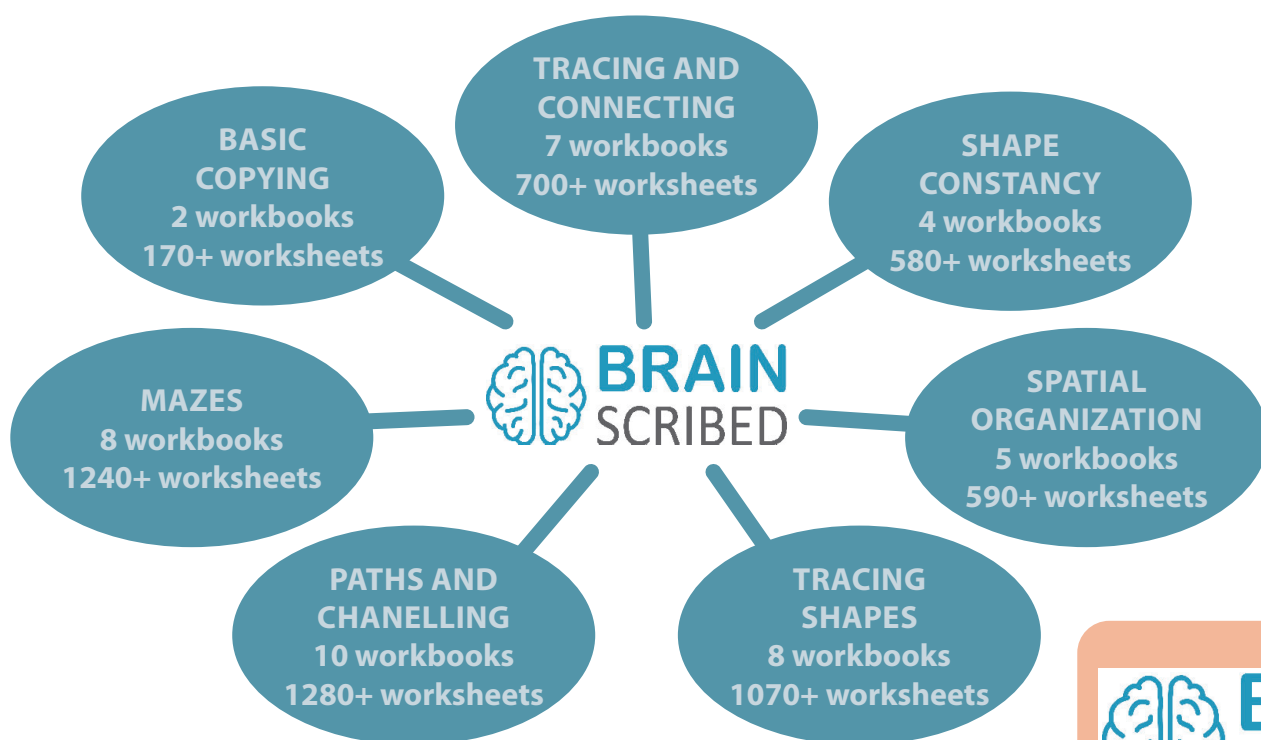 TRACING AND
CONNECTING
7 workbooks
700+ worksheets
BASIC
COPYING
2 workbooks
170+ worksheets
SHAPE
CONSTANCY
4 workbooks
580+ worksheets
BRAIN
SCRIBED
MAZES
8 workbooks
1240+ worksheets
SPATIAL
ORGANIZATION
5 workbooks
590+ worksheets
PATHS AND
CHANELLING
10 workbooks
1280+ worksheets
TRACING
SHAPES
8 workbooks
1070+ worksheets